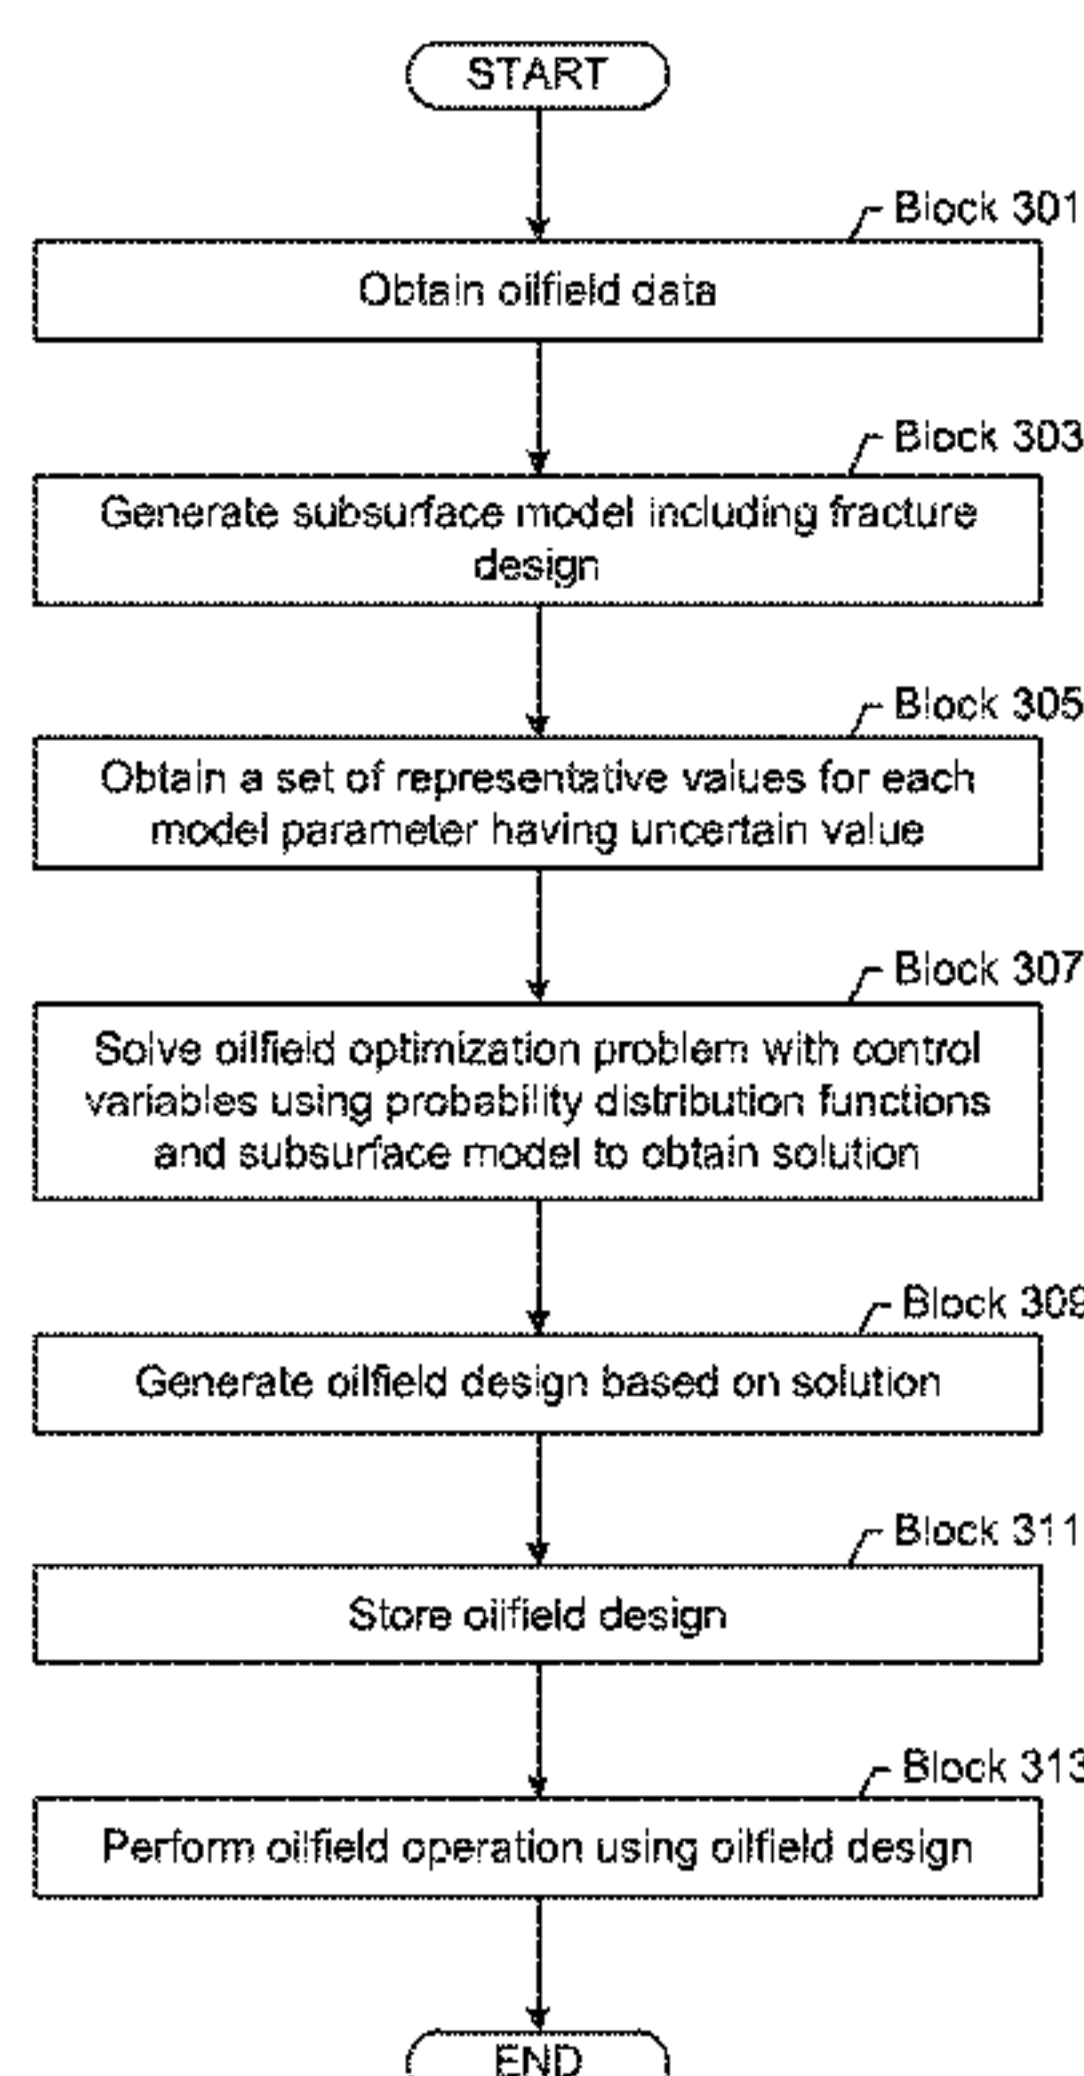 START
Block 301
Obtain oilfield data
Block 303
Generate subsurface model including fracture
design
Block 305
Obtain a set of representative values for each
model parameter having uncertain value
Block 307
Solve oilfield optimization problem with control
variables using probability distribution functions
and subsurface model to obtain solution
Block 309
Generate oilfield design based on solution
Block 311
Store oilfield design
Block 313
Perform oilfield operation using oilfield design
END